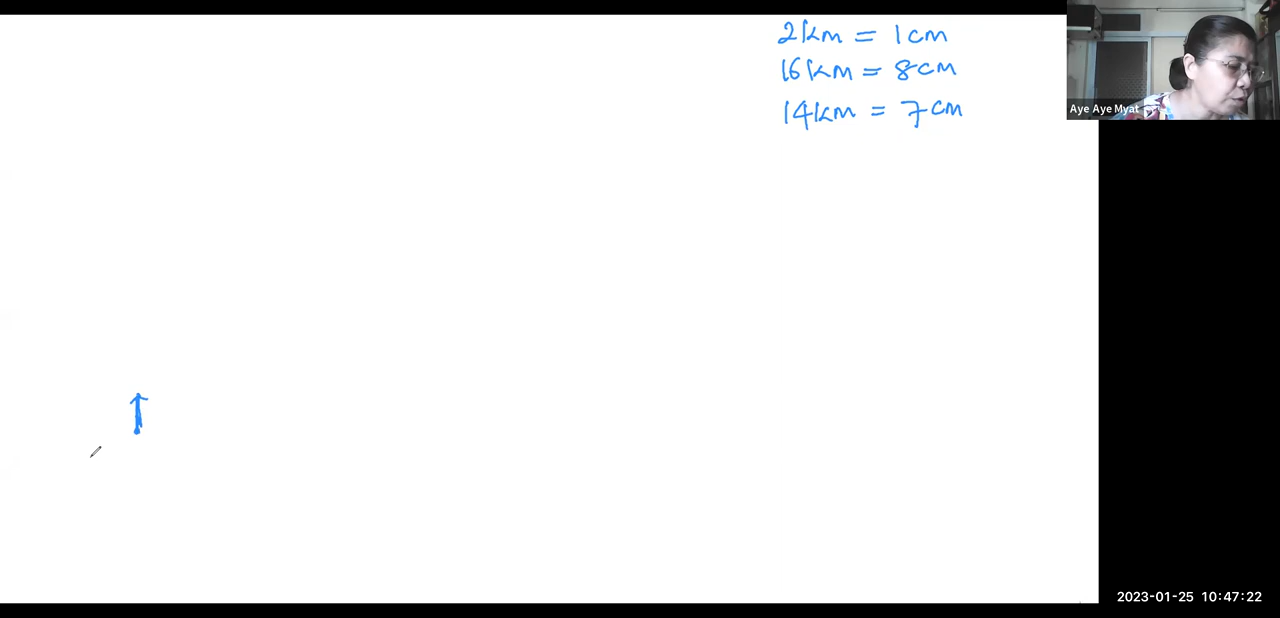 2km = 1cm
16km = 8cm
14km = 7cm
Aye Aye Myat
2023-01-25 10:47:22